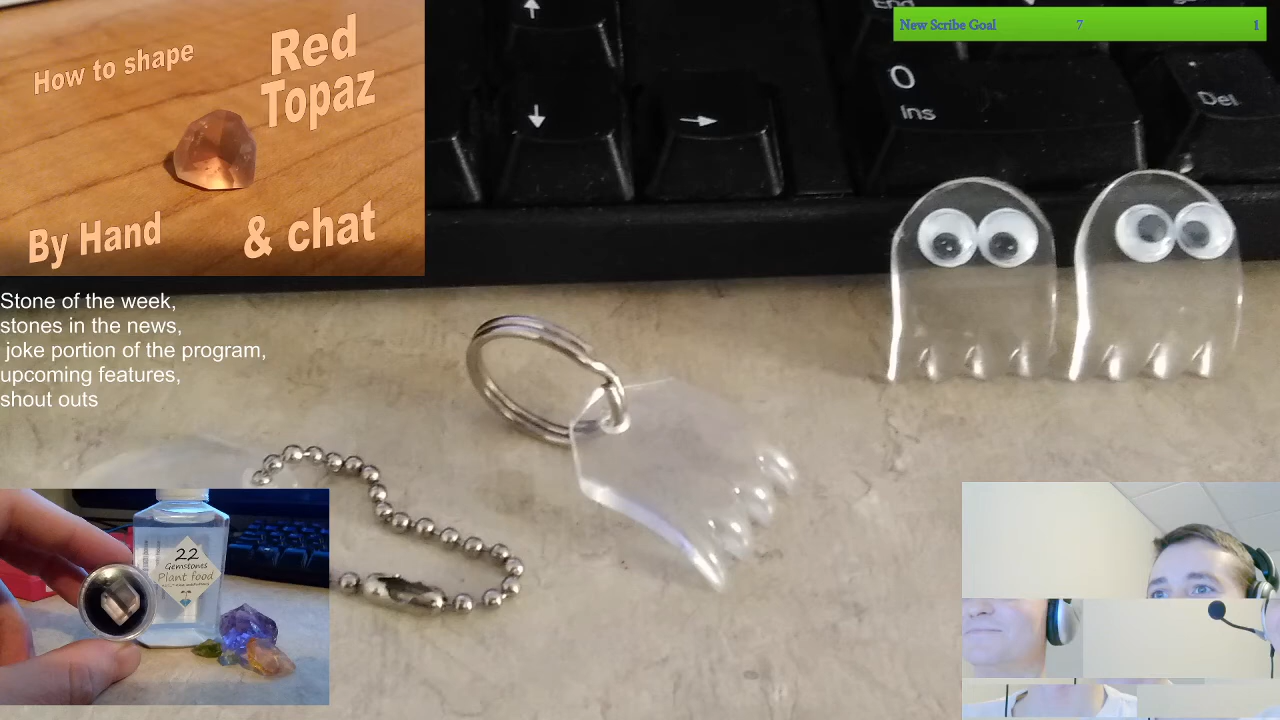 How to shape
Red
Topaz
By Hand
& chat
New Scribe Goal 7 1
End
0
Ins
Del
Stone of the week,
stones in the news,
joke portion of the program,
upcoming features,
shout outs
22
Gemstones
Plant food